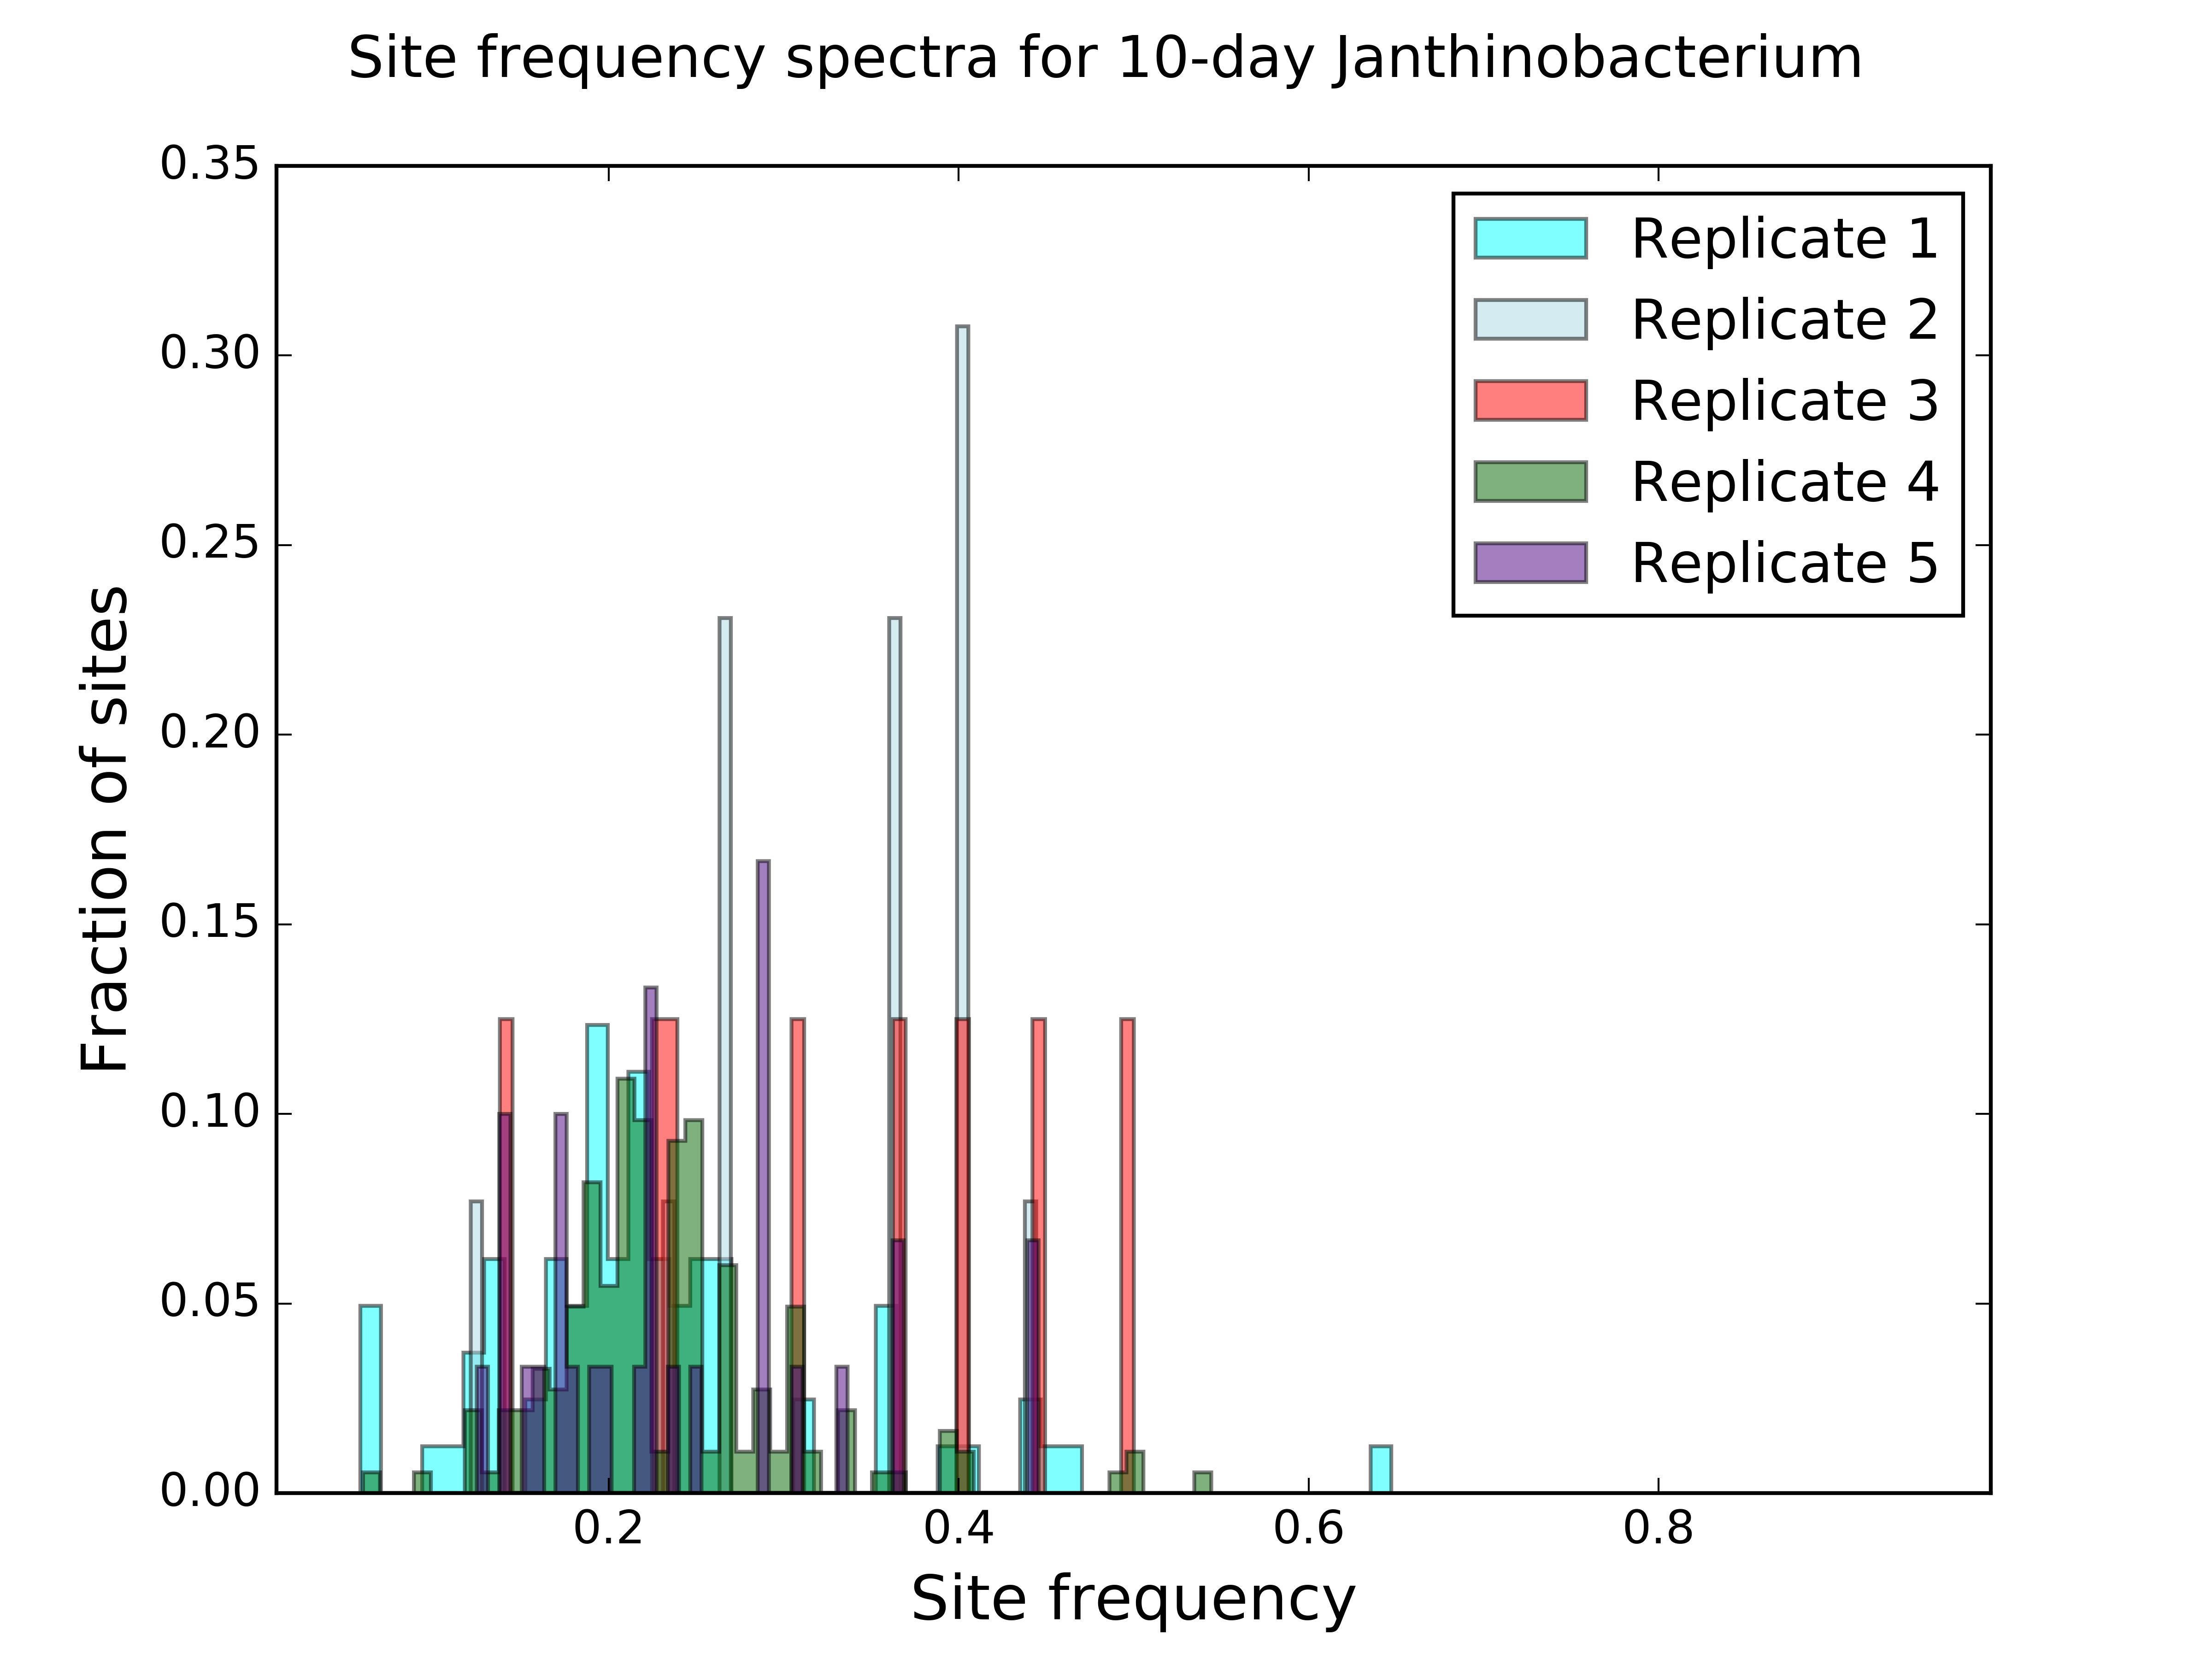 Site frequency spectra for 10-day Janthinobacterium
0.35
0.30
0.25
0.20
0.15
0.10
0.05
0.00
Fraction of sites
Replicate 1
Replicate 2
Replicate 3
Replicate 4
Replicate 5
0.2 0.4 0.6 0.8
Site frequency